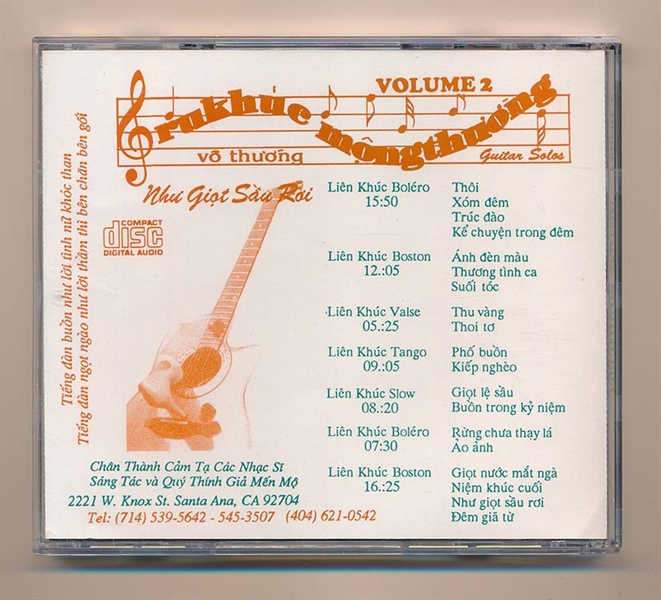 VOLUME 2
rukhúc mộngthường
võ thường
Guitar Solos
Như Giọt Sầu Rơi
COMPACT
disc
DIGITAL AUDIO
Tiếng đàn buồn như lời tình nữ khóc than
Tiếng đàn ngọt ngào như lời thầm thì bên chăn bên gối
Liên Khúc Boléro Thôi
15:50 Xóm đêm
Trúc đào
Kể chuyện trong đêm
Liên Khúc Boston Ánh đèn màu
12.:05 Thương tình ca
Suối tóc
Liên Khúc Valse Thu vàng
05.:25 Thoi tơ
Liên Khúc Tango Phố buồn
09.:05 Kiếp nghèo
Liên Khúc Slow Giọt lệ sầu
08.:20 Buồn trong kỷ niệm
Liên Khúc Boléro Rừng chưa thay lá
07:30 Ảo ảnh
Liên Khúc Boston Giọt nước mắt ngà
16.:25 Niệm khúc cuối
Như giọt sầu rơi
Đêm giã từ
Chân Thành Cảm Tạ Các Nhạc Sĩ
Sáng Tác và Quý Thính Giả Mến Mộ
2221 W. Knox St. Santa Ana, CA 92704
Tel: (714) 539-5642 - 545-3507 (404) 621-0542